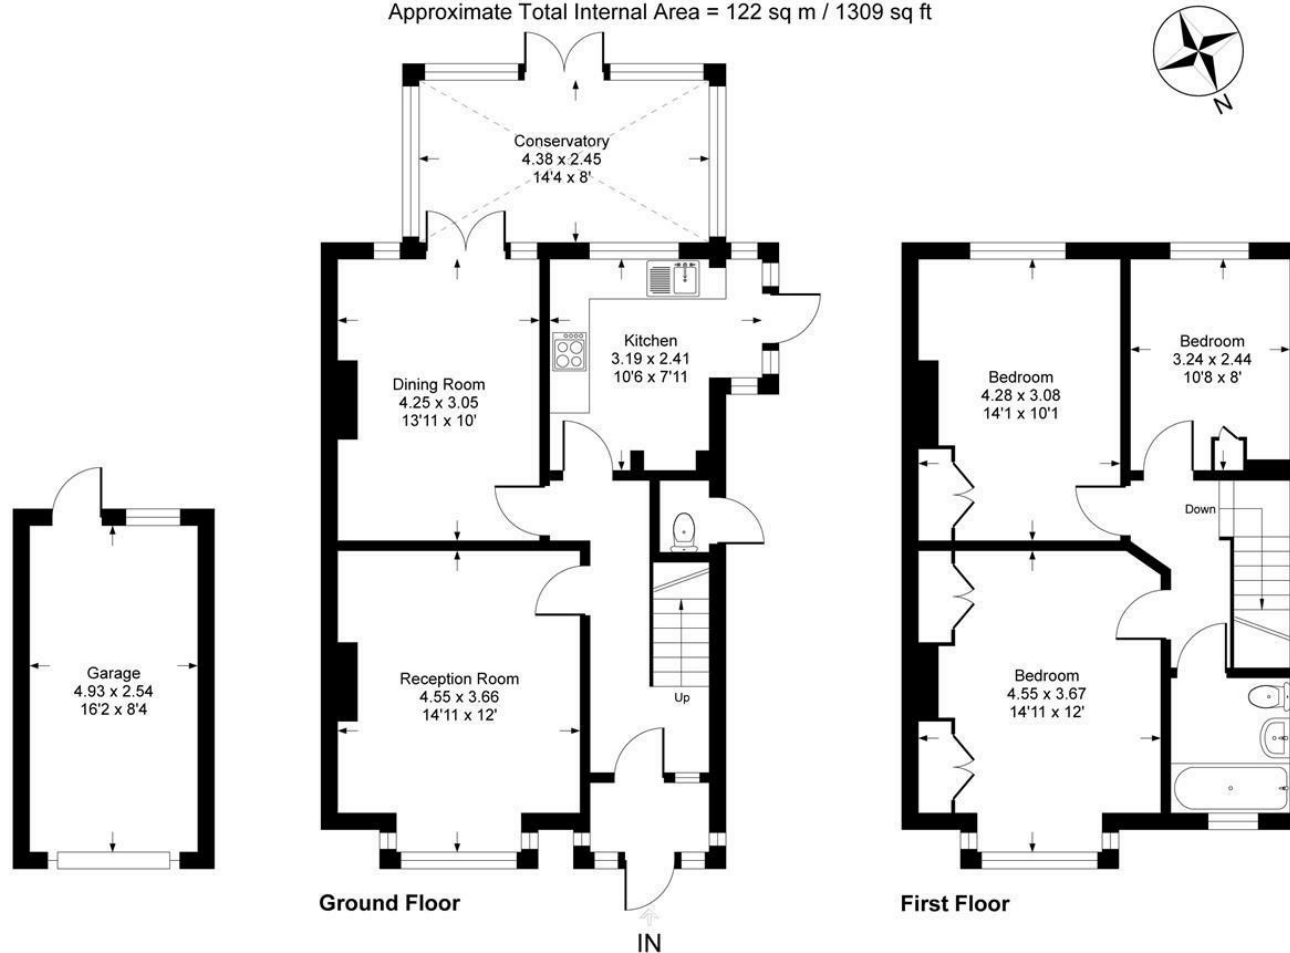 Approximate Total Internal Area = 122 sq m / 1309 sq ft
N
Conservatory
4.38 x 2.45
14'4 x 8'
Kitchen
3.19 x 2.41
10'6 x 7'11
Dining Room
4.25 x 3.05
13'11 x 10'
Bedroom
4.28 x 3.08
14'1 x 10'1
Bedroom
3.24 x 2.44
10'8 x 8'
Down
Garage
4.93 x 2.54
16'2 x 8'4
Reception Room
4.55 x 3.66
14'11 x 12'
Up
Bedroom
4.55 x 3.67
14'11 x 12'
Ground Floor
First Floor
IN